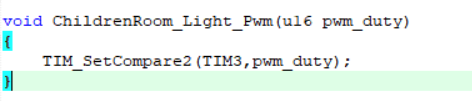 void ChildrenRoom_Light_Pwm(u16 pwm_duty)
{
TIM_SetCompare2(TIM3,pwm_duty);
}